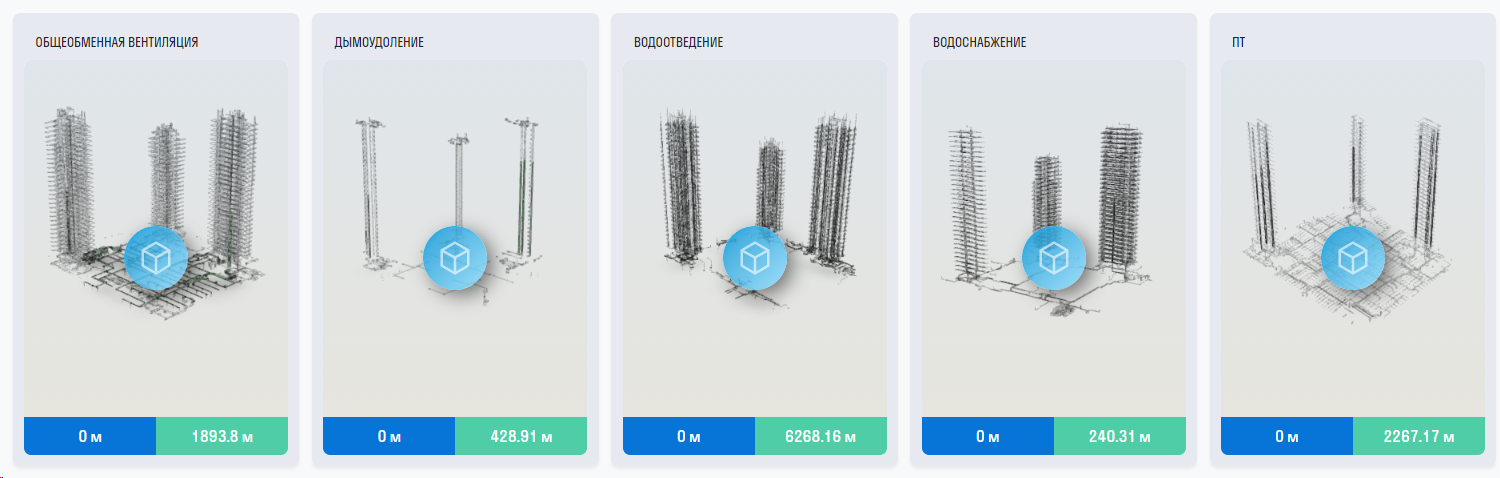 ОБЩЕОБМЕННАЯ ВЕНТИЛЯЦИЯ
0 м 1893.8 м
ДЫМОУДОЛЕНИЕ
0 м 428.91 м
ВОДООТВЕДЕНИЕ
0 м 6268.16 м
ВОДОСНАБЖЕНИЕ
0 м 240.31 м
ПТ
0 м 2267.17 м